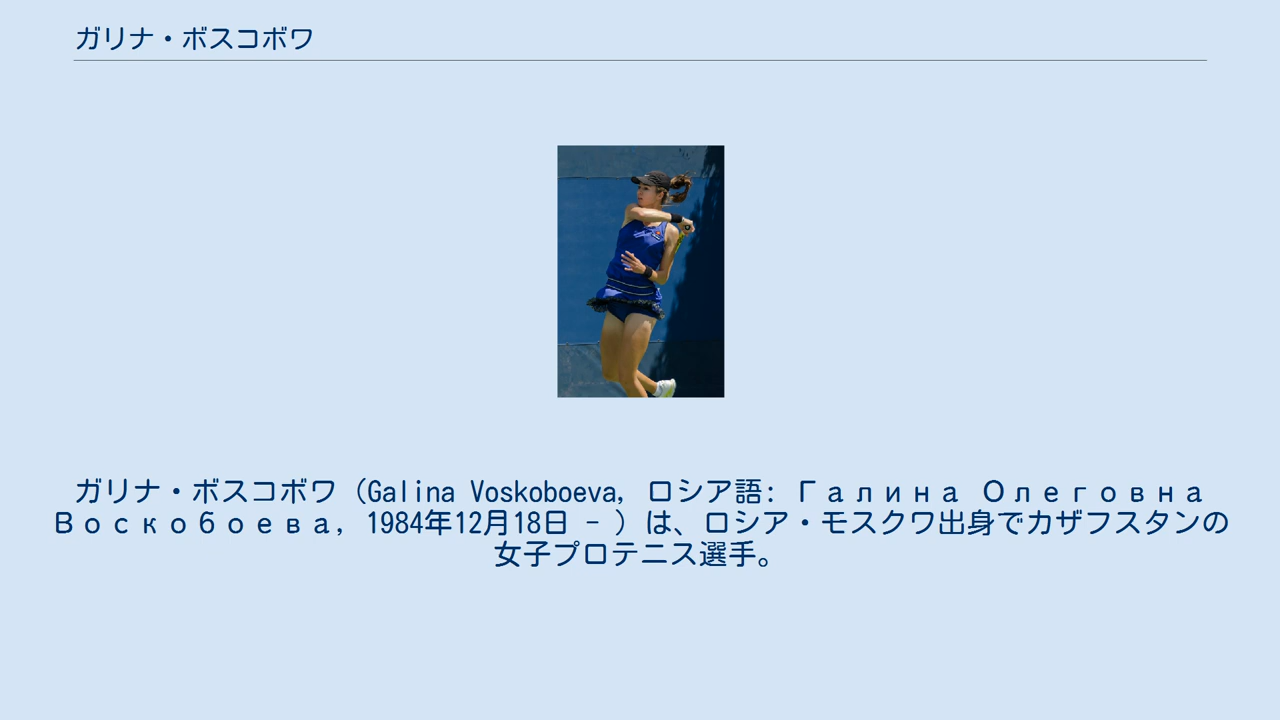 ガリナ・ボスコボワ
ガリナ・ボスコボワ（Galina Voskoboeva, ロシア語: Галина Олеговна
Воскобоева, 1984年12月18日 - ）は、ロシア・モスクワ出身でカザフスタンの
女子プロテニス選手。